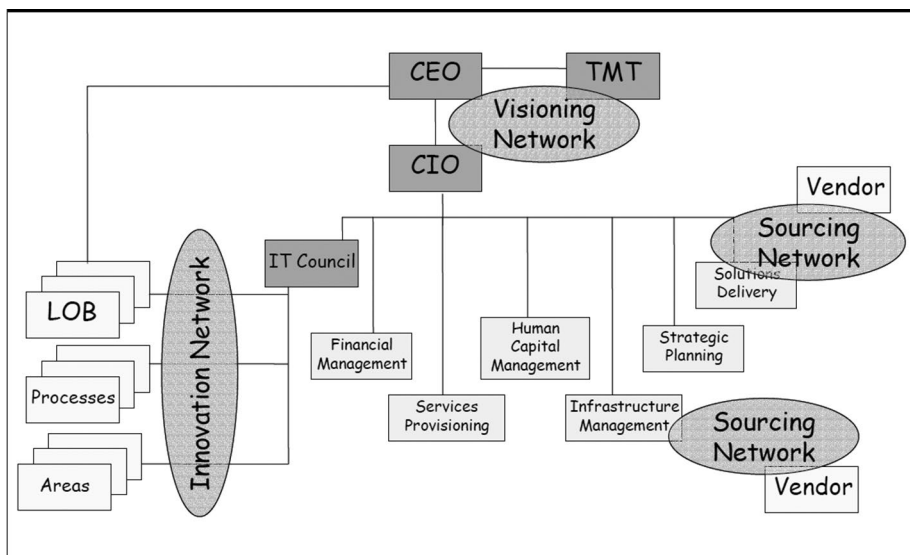 CEO
TMT
Visioning
Network
CIO
Vendor
Sourcing
Network
IT Council
Solutions
Delivery
LOB
Innovation Network
Financial
Management
Human
Capital
Management
Strategic
Planning
Processes
Services
Provisioning
Infrastructure
Management
Sourcing
Network
Areas
Vendor